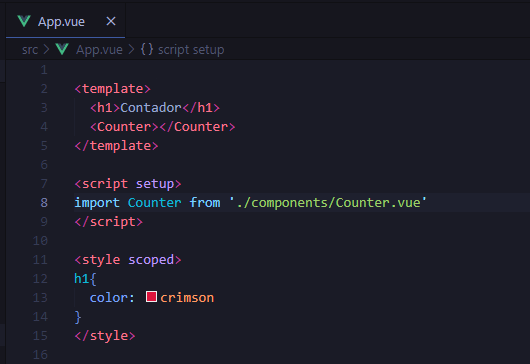 App.vue ×
src > App.vue > {} script setup
1
2 <template>
3   <h1>Contador</h1>
4   <Counter></Counter>
5 </template>
6
7 <script setup>
8 import Counter from './components/Counter.vue'
9 </script>
10
11 <style scoped>
12 h1{
13   color: crimson
14 }
15 </style>
16